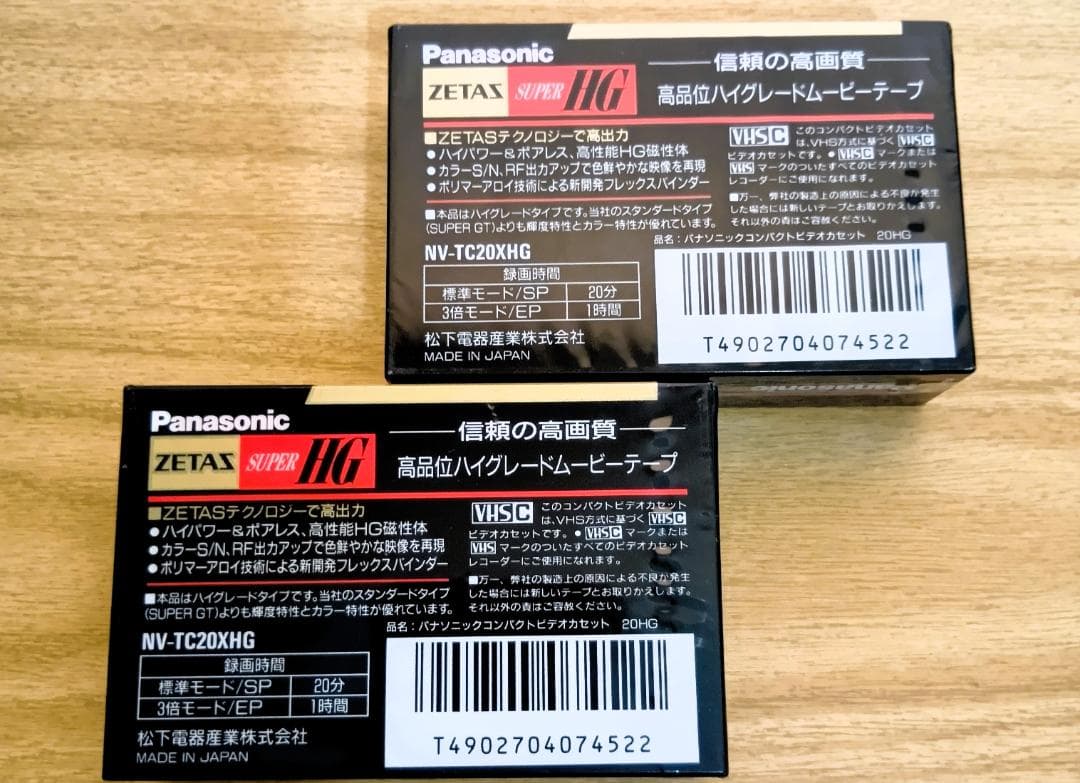 Panasonic
ZETAS SUPER HG
信頼の高画質
高品位ハイグレードムービーテープ
■ZETASテクノロジーで高出力
●ハイパワー&ポアレス、高性能HG磁性体
●カラーS/N、RF出力アップで色鮮やかな映像を再現
●ポリマーアロイ技術による新開発フレックスバインダー
■本品はハイグレードタイプです。当社のスタンダードタイプ
(SUPER GT)よりも輝度特性とカラー特性が優れています。
VHSC このコンパクトビデオカセット
は、VHS方式に基づく VHSC
ビデオカセットです。● VHSC マークまたは
VHS マークのついたすべてのビデオカセット
レコーダーにご使用になれます。
■万一、弊社の製造上の原因による不良が発生
した場合には新しいテープとお取りかえします。
それ以外の責はご容赦ください。
品名:パナソニックコンパクトビデオカセット 20HG
NV-TC20XHG
録画時間
標準モード/SP 20分
3倍モード/EP 1時間
松下電器産業株式会社
MADE IN JAPAN
T4902704074522
Panasonic
Panasonic
ZETAS SUPER HG
信頼の高画質
高品位ハイグレードムービーテープ
■ZETASテクノロジーで高出力
●ハイパワー&ポアレス、高性能HG磁性体
●カラーS/N、RF出力アップで色鮮やかな映像を再現
●ポリマーアロイ技術による新開発フレックスバインダー
■本品はハイグレードタイプです。当社のスタンダードタイプ
(SUPER GT)よりも輝度特性とカラー特性が優れています。
VHSC このコンパクトビデオカセット
は、VHS方式に基づく VHSC
ビデオカセットです。● VHSC マークまたは
VHS マークのついたすべてのビデオカセット
レコーダーにご使用になれます。
■万一、弊社の製造上の原因による不良が発生
した場合には新しいテープとお取りかえします。
それ以外の責はご容赦ください。
品名:パナソニックコンパクトビデオカセット 20HG
NV-TC20XHG
録画時間
標準モード/SP 20分
3倍モード/EP 1時間
松下電器産業株式会社
MADE IN JAPAN
T4902704074522